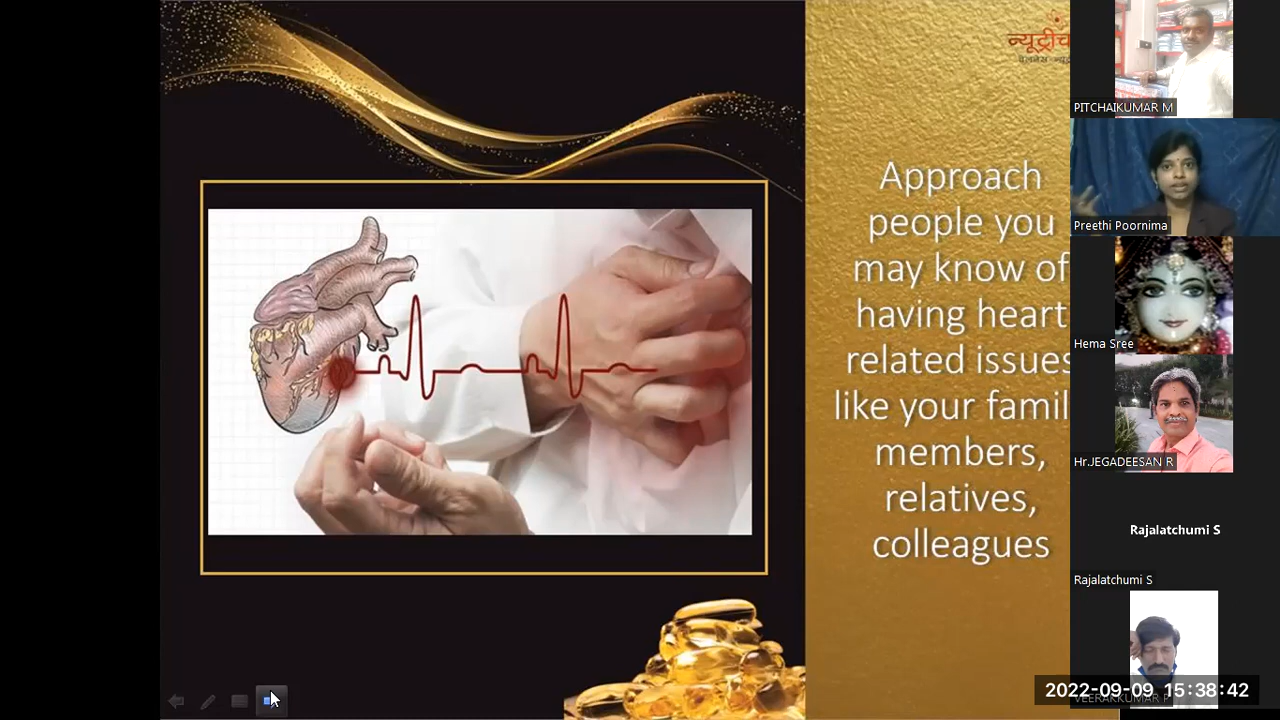 न्यूट्रीच
Approach
people you
may know of
having heart
related issues
like your famil
members,
relatives,
colleagues
PITCHAIKUMAR M
Preethi Poornima
Hema Sree
Hr.JEGADEESAN R
Rajalatchumi S
Rajalatchumi S
2022-09-09 15:38:42
VEERAKKUMAR P